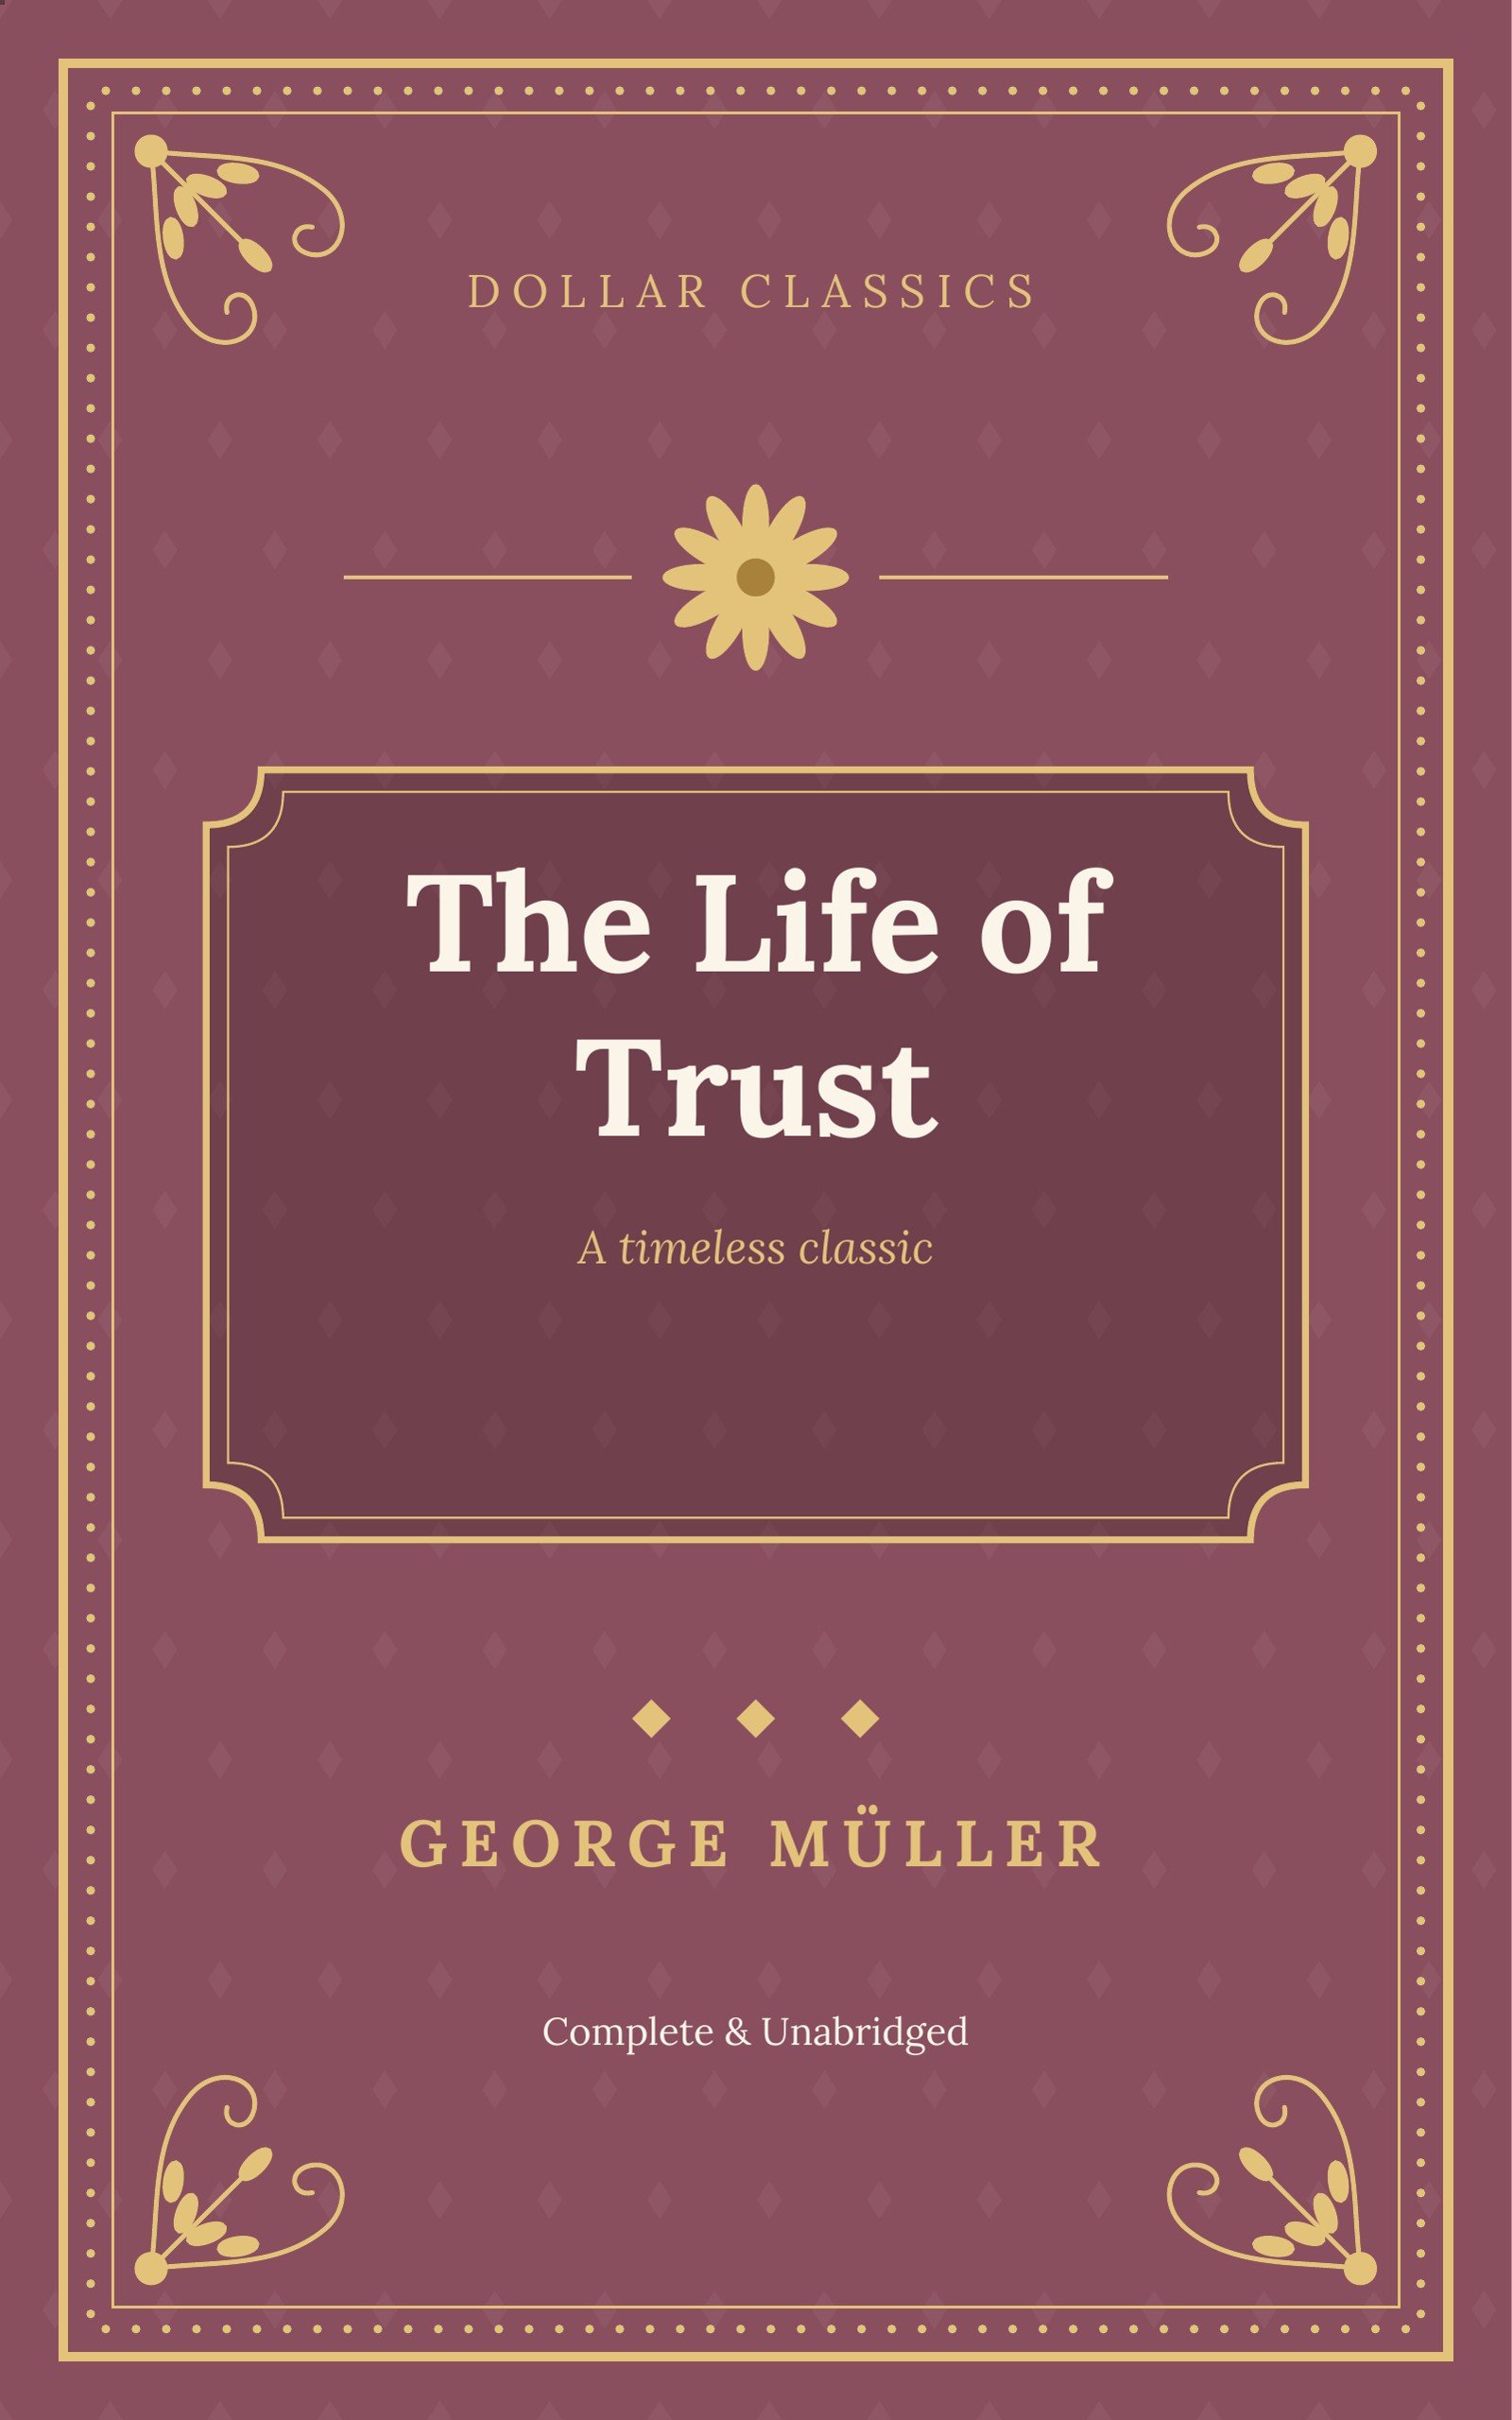 DOLLAR CLASSICS
The Life of
Trust
A timeless classic
GEORGE MÜLLER
Complete & Unabridged